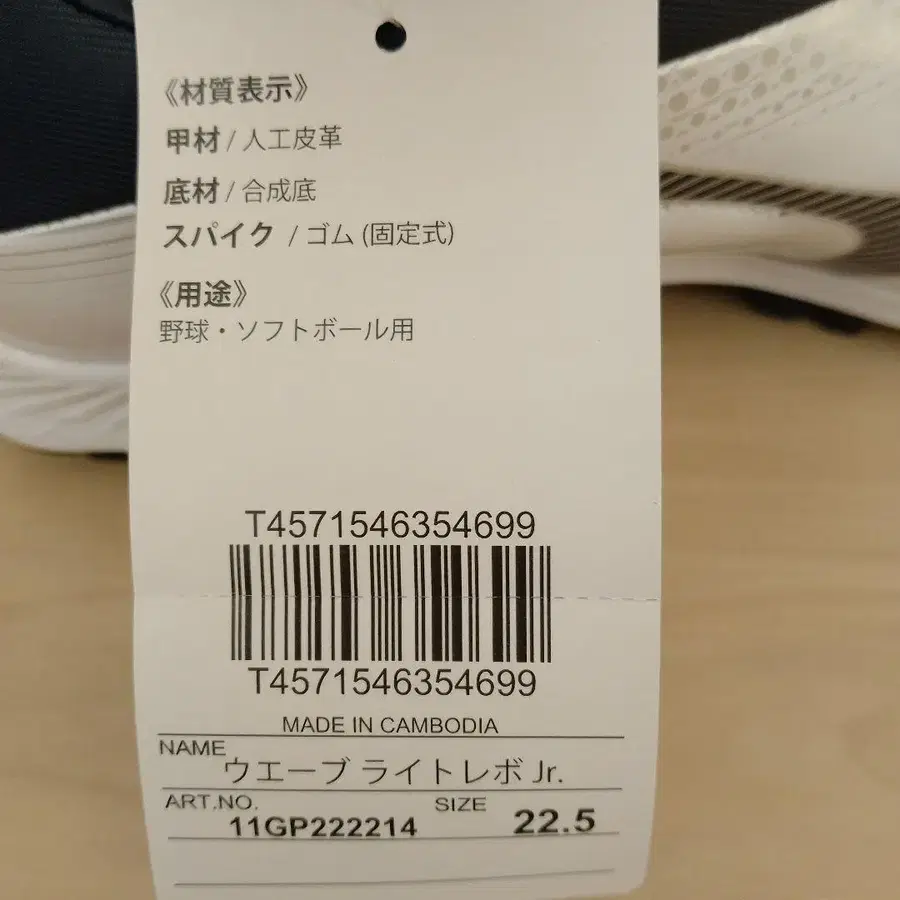 《材質表示》
甲材 / 人工皮革
底材 / 合成底
スパイク / ゴム (固定式)
《用途》
野球・ソフトボール用
T4571546354699
T4571546354699
MADE IN CAMBODIA
NAME
ウエーブ ライトレボ Jr.
ART.NO. SIZE
11GP222214 22.5